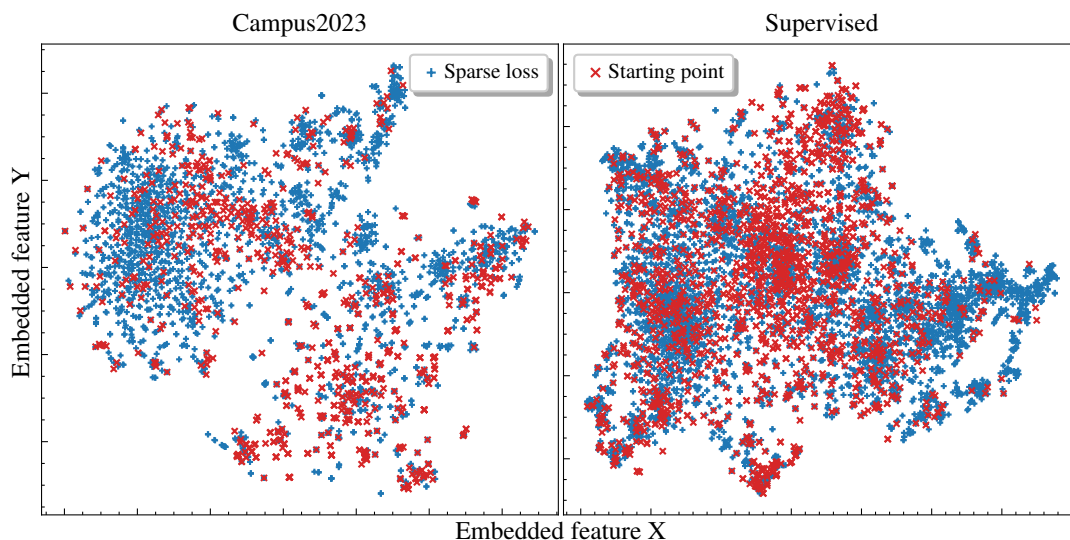 Campus2023
Supervised
Sparse loss
Starting point
Embedded feature Y
Embedded feature X